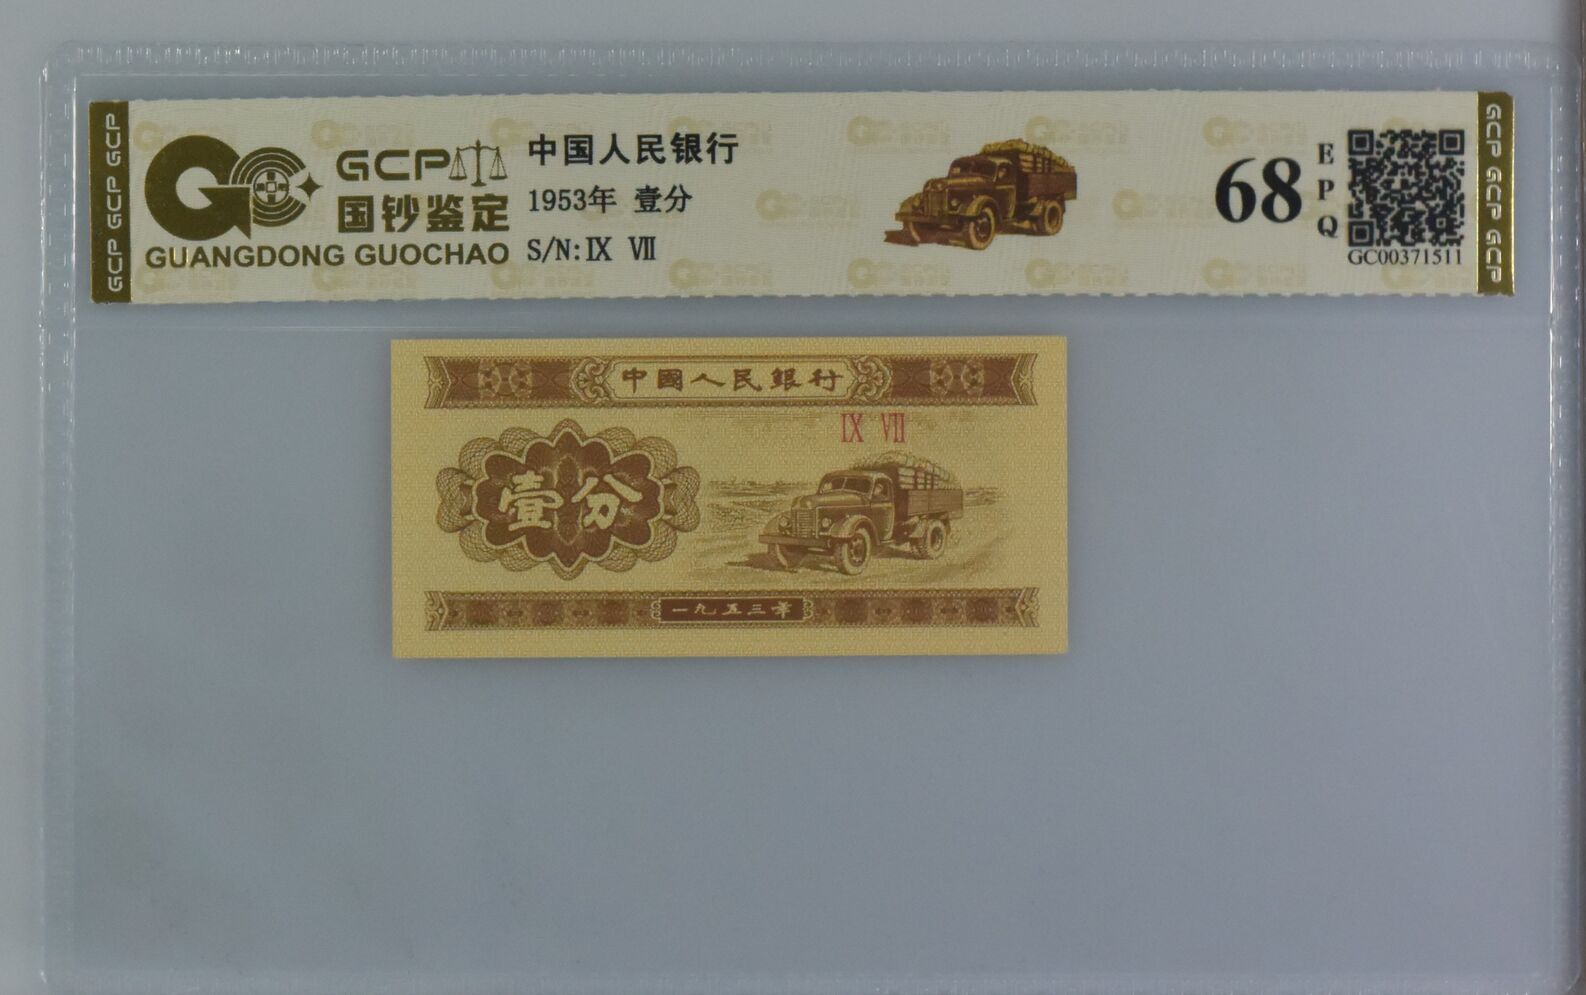 GCP GCP GCP
GCP
国钞鉴定
GUANGDONG GUOCHAO
中国人民银行
1953年 壹分
S/N:Ⅸ Ⅶ
68
EPQ
GC00371511
GCP GCP GCP
中國人民銀行
Ⅸ Ⅶ
壹分
一九五三年